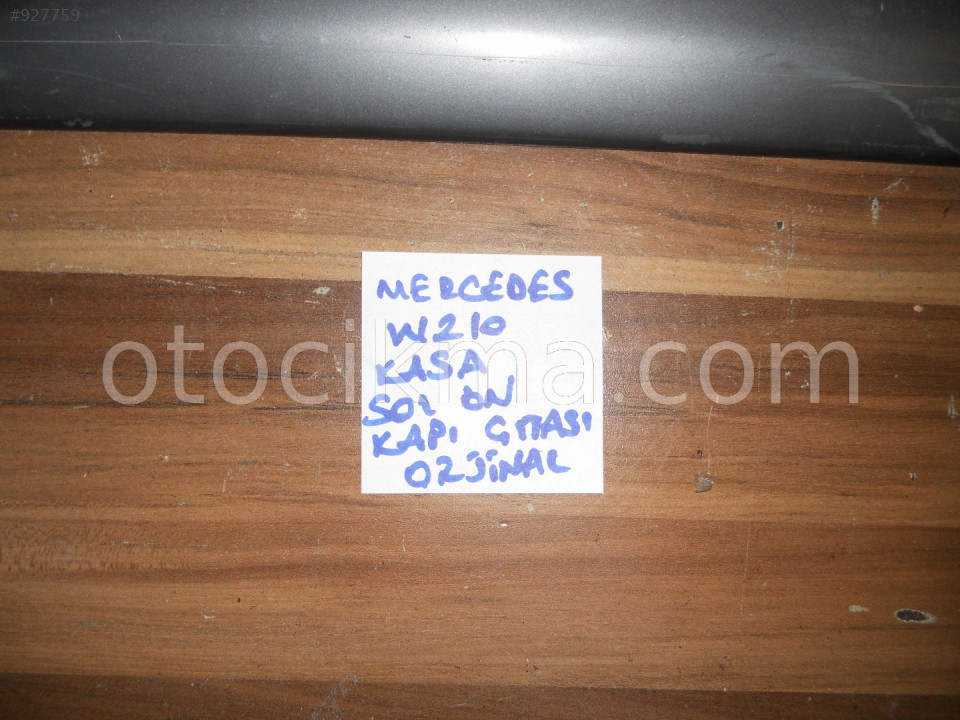 #927759
MERCEDES
W210
KASA
SOL ÖN
KAPI ÇITASI
ORJİNAL
otocikma.com